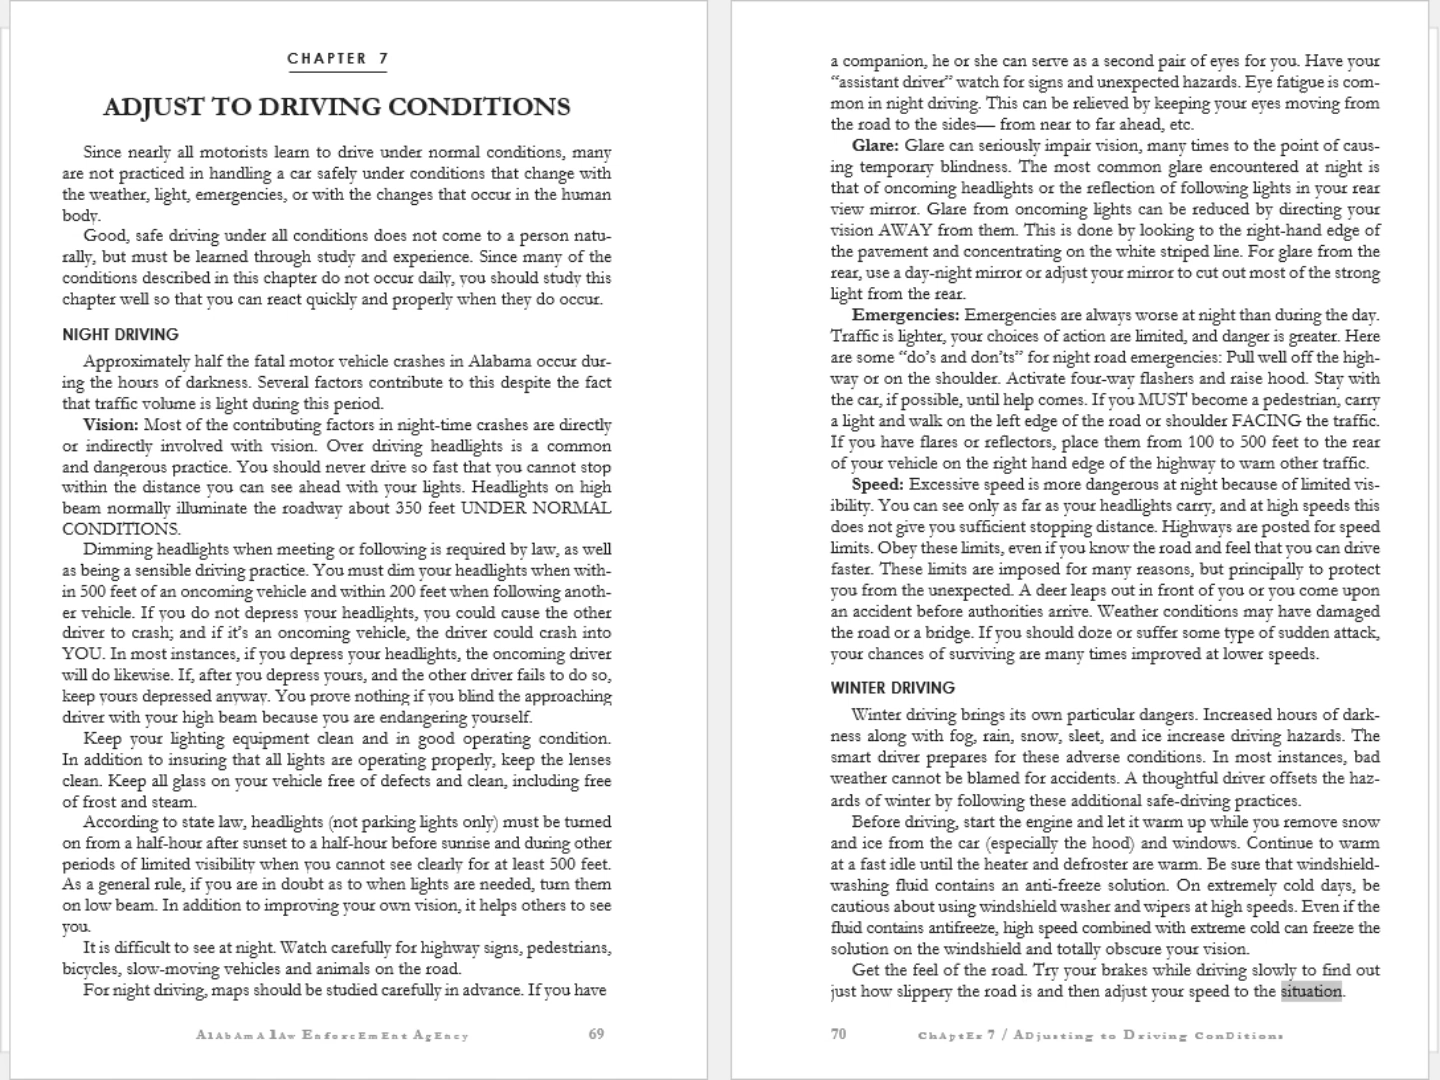 CHAPTER 7
ADJUST TO DRIVING CONDITIONS
Since nearly all motorists learn to drive under normal conditions, many
are not practiced in handling a car safely under conditions that change with
the weather, light, emergencies, or with the changes that occur in the human
body.
Good, safe driving under all conditions does not come to a person natu-
rally, but must be learned through study and experience. Since many of the
conditions described in this chapter do not occur daily, you should study this
chapter well so that you can react quickly and properly when they do occur.
NIGHT DRIVING
Approximately half the fatal motor vehicle crashes in Alabama occur dur-
ing the hours of darkness. Several factors contribute to this despite the fact
that traffic volume is light during this period.
Vision: Most of the contributing factors in night-time crashes are directly
or indirectly involved with vision. Over driving headlights is a common
and dangerous practice. You should never drive so fast that you cannot stop
within the distance you can see ahead with your lights. Headlights on high
beam normally illuminate the roadway about 350 feet UNDER NORMAL
CONDITIONS.
Dimming headlights when meeting or following is required by law, as well
as being a sensible driving practice. You must dim your headlights when with-
in 500 feet of an oncoming vehicle and within 200 feet when following anoth-
er vehicle. If you do not depress your headlights, you could cause the other
driver to crash; and if it's an oncoming vehicle, the driver could crash into
YOU. In most instances, if you depress your headlights, the oncoming driver
will do likewise. If, after you depress yours, and the other driver fails to do so,
keep yours depressed anyway. You prove nothing if you blind the approaching
driver with your high beam because you are endangering yourself.
Keep your lighting equipment clean and in good operating condition.
In addition to insuring that all lights are operating properly, keep the lenses
clean. Keep all glass on your vehicle free of defects and clean, including free
of frost and steam.
According to state law, headlights (not parking lights only) must be turned
on from a half-hour after sunset to a half-hour before sunrise and during other
periods of limited visibility when you cannot see clearly for at least 500 feet.
As a general rule, if you are in doubt as to when lights are needed, turn them
on low beam. In addition to improving your own vision, it helps others to see
you.
It is difficult to see at night. Watch carefully for highway signs, pedestrians,
bicycles, slow-moving vehicles and animals on the road.
For night driving, maps should be studied carefully in advance. If you have
AlAbAmA lAw EnforcEmEnt AgEncy 69
a companion, he or she can serve as a second pair of eyes for you. Have your
“assistant driver” watch for signs and unexpected hazards. Eye fatigue is com-
mon in night driving. This can be relieved by keeping your eyes moving from
the road to the sides— from near to far ahead, etc.
Glare: Glare can seriously impair vision, many times to the point of caus-
ing temporary blindness. The most common glare encountered at night is
that of oncoming headlights or the reflection of following lights in your rear
view mirror. Glare from oncoming lights can be reduced by directing your
vision AWAY from them. This is done by looking to the right-hand edge of
the pavement and concentrating on the white striped line. For glare from the
rear, use a day-night mirror or adjust your mirror to cut out most of the strong
light from the rear.
Emergencies: Emergencies are always worse at night than during the day.
Traffic is lighter, your choices of action are limited, and danger is greater. Here
are some “do’s and don’ts” for night road emergencies: Pull well off the high-
way or on the shoulder. Activate four-way flashers and raise hood. Stay with
the car, if possible, until help comes. If you MUST become a pedestrian, carry
a light and walk on the left edge of the road or shoulder FACING the traffic.
If you have flares or reflectors, place them from 100 to 500 feet to the rear
of your vehicle on the right hand edge of the highway to warn other traffic.
Speed: Excessive speed is more dangerous at night because of limited vis-
ibility. You can see only as far as your headlights carry, and at high speeds this
does not give you sufficient stopping distance. Highways are posted for speed
limits. Obey these limits, even if you know the road and feel that you can drive
faster. These limits are imposed for many reasons, but principally to protect
you from the unexpected. A deer leaps out in front of you or you come upon
an accident before authorities arrive. Weather conditions may have damaged
the road or a bridge. If you should doze or suffer some type of sudden attack,
your chances of surviving are many times improved at lower speeds.
WINTER DRIVING
Winter driving brings its own particular dangers. Increased hours of dark-
ness along with fog, rain, snow, sleet, and ice increase driving hazards. The
smart driver prepares for these adverse conditions. In most instances, bad
weather cannot be blamed for accidents. A thoughtful driver offsets the haz-
ards of winter by following these additional safe-driving practices.
Before driving, start the engine and let it warm up while you remove snow
and ice from the car (especially the hood) and windows. Continue to warm
at a fast idle until the heater and defroster are warm. Be sure that windshield-
washing fluid contains an anti-freeze solution. On extremely cold days, be
cautious about using windshield washer and wipers at high speeds. Even if the
fluid contains antifreeze, high speed combined with extreme cold can freeze the
solution on the windshield and totally obscure your vision.
Get the feel of the road. Try your brakes while driving slowly to find out
just how slippery the road is and then adjust your speed to the situation.
70 ChAptEr 7 / ADjusting to Driving ConDitions